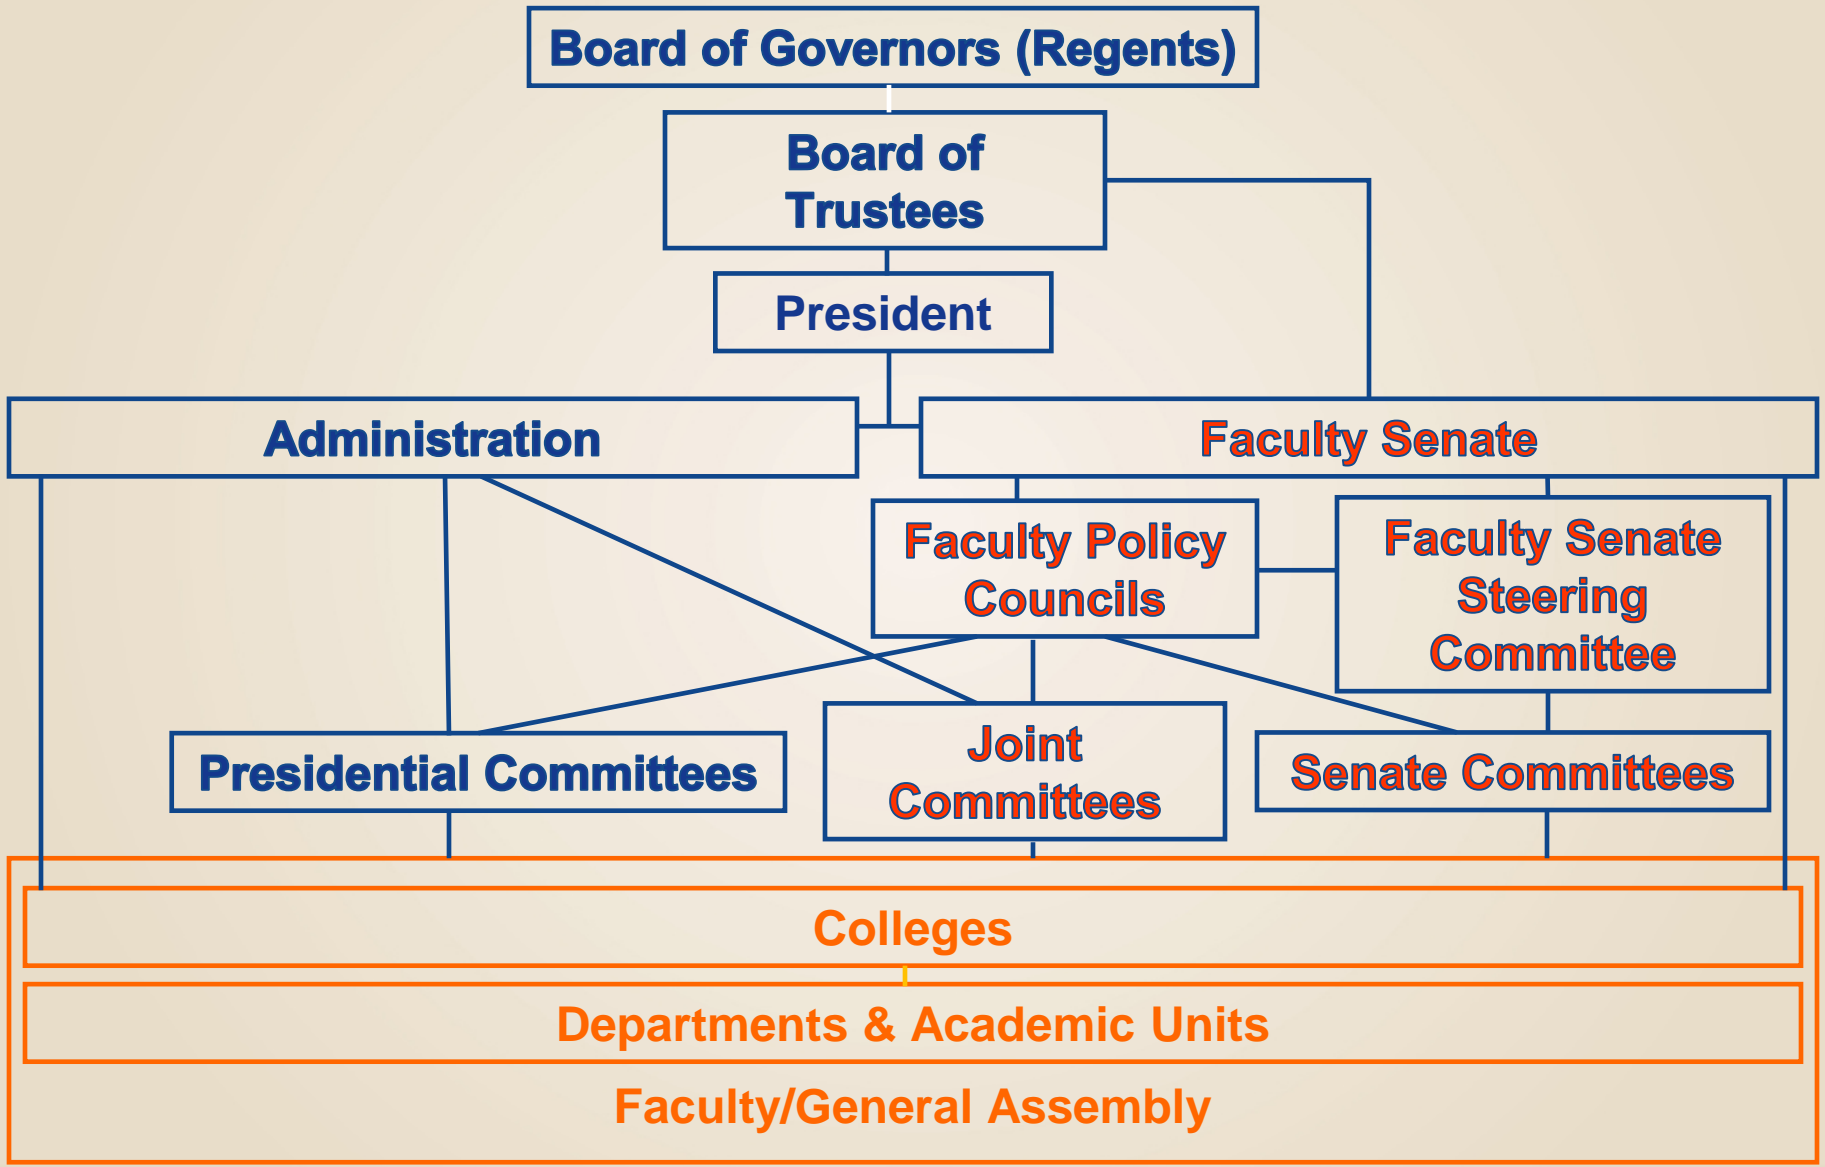 Board of Governors (Regents)
Board of
Trustees
President
Administration
Faculty Senate
Faculty Policy
Councils
Faculty Senate
Steering
Committee
Presidential Committees
Joint
Committees
Senate Committees
Colleges
Departments & Academic Units
Faculty/General Assembly